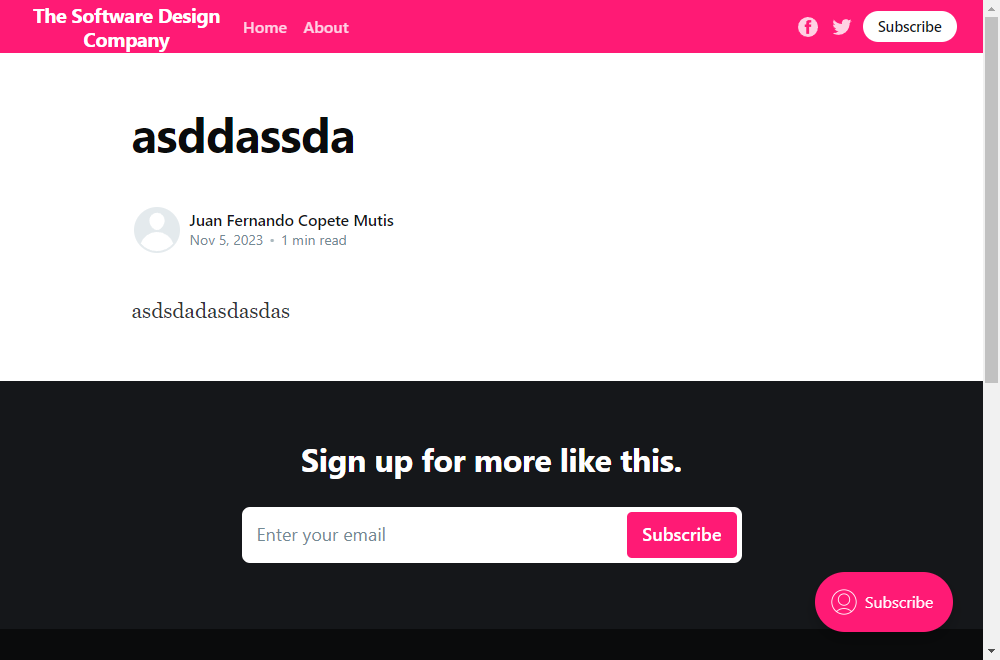 The Software Design
Company
Home
About
Subscribe
asddassda
Juan Fernando Copete Mutis
Nov 5, 2023 • 1 min read
asdsdadasdasdas
Sign up for more like this.
Enter your email
Subscribe
Subscribe